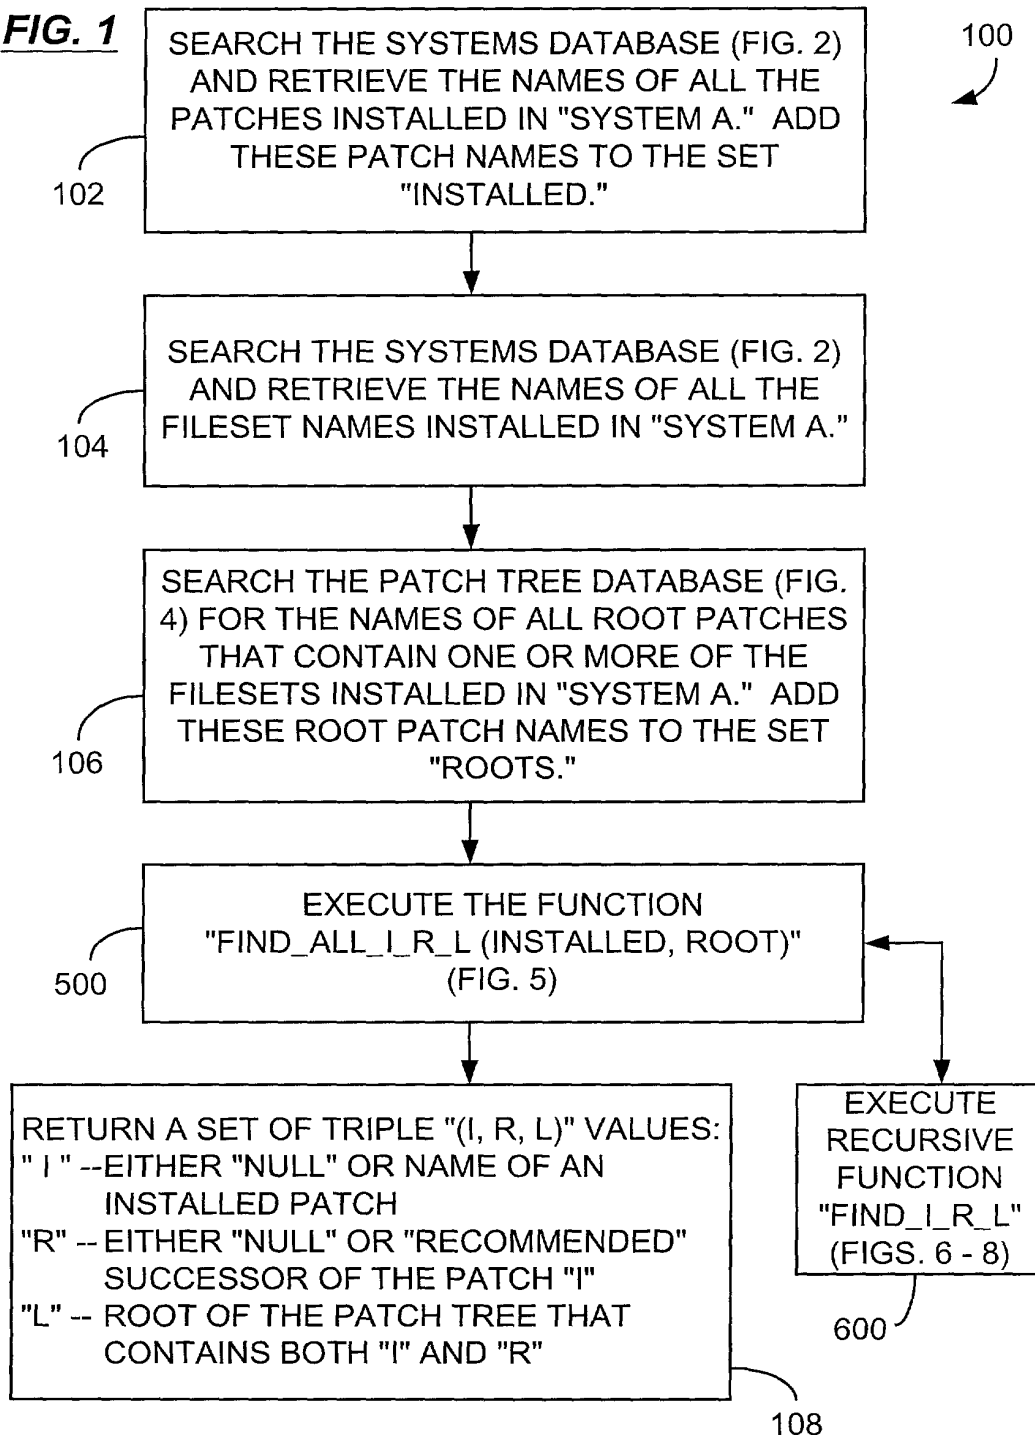 FIG. 1
100
SEARCH THE SYSTEMS DATABASE (FIG. 2)
AND RETRIEVE THE NAMES OF ALL THE
PATCHES INSTALLED IN "SYSTEM A."  ADD
THESE PATCH NAMES TO THE SET
"INSTALLED."
102
SEARCH THE SYSTEMS DATABASE (FIG. 2)
AND RETRIEVE THE NAMES OF ALL THE
FILESET NAMES INSTALLED IN "SYSTEM A."
104
SEARCH THE PATCH TREE DATABASE (FIG.
4) FOR THE NAMES OF ALL ROOT PATCHES
THAT CONTAIN ONE OR MORE OF THE
FILESETS INSTALLED IN "SYSTEM A."  ADD
THESE ROOT PATCH NAMES TO THE SET
"ROOTS."
106
EXECUTE THE FUNCTION
"FIND_ALL_I_R_L (INSTALLED, ROOT)"
(FIG. 5)
500
RETURN A SET OF TRIPLE "(I, R, L)" VALUES:
" I " --EITHER "NULL" OR NAME OF AN
INSTALLED PATCH
"R" -- EITHER "NULL" OR "RECOMMENDED"
SUCCESSOR OF THE PATCH "I"
"L" -- ROOT OF THE PATCH TREE THAT
CONTAINS BOTH "I" AND "R"
108
EXECUTE
RECURSIVE
FUNCTION
"FIND_I_R_L"
(FIGS. 6 - 8)
600